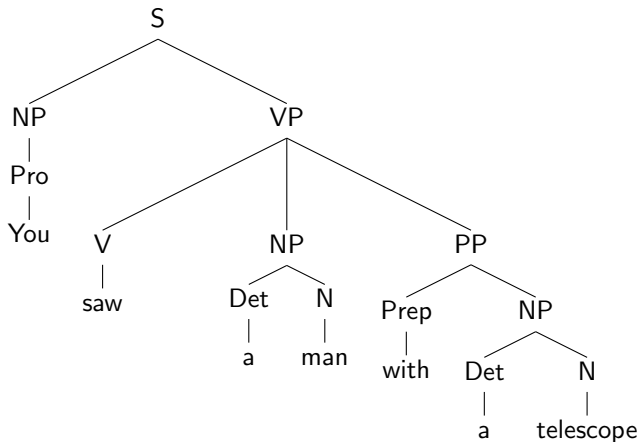 S
NP VP
Pro
You
V NP PP
saw
Det N
a man
Prep NP
with
Det N
a telescope